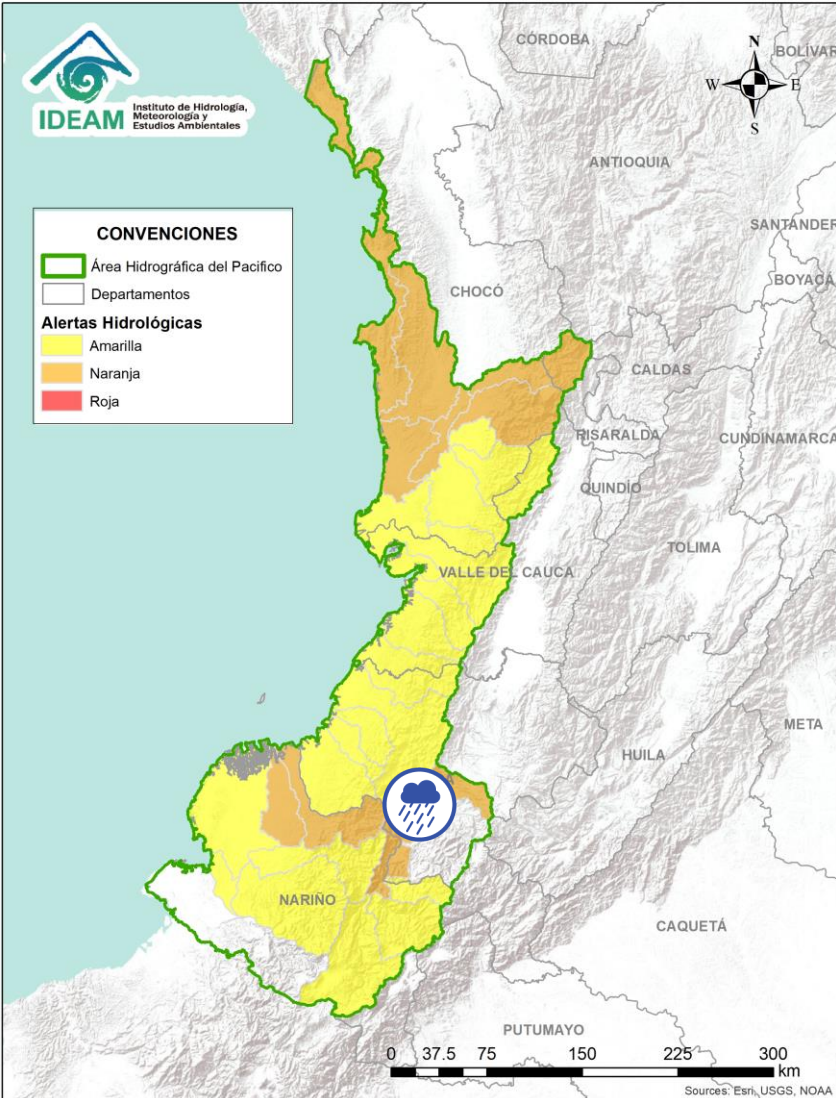 IDEAM
Instituto de Hidrología,
Meteorología y
Estudios Ambientales
CONVENCIONES
Área Hidrográfica del Pacifico
Departamentos
Alertas Hidrológicas
Amarilla
Naranja
Roja
N
W
E
S
CÓRDOBA
BOLÍVAR
ANTIOQUIA
SANTANDER
BOYACÁ
CHOCÓ
CALDAS
RISARALDA
CUNDINAMARCA
QUINDÍO
TOLIMA
VALLE DEL CAUCA
META
HUILA
NARIÑO
CAQUETÁ
PUTUMAYO
0 37.5 75 150 225 300
km
Sources: Esri, USGS, NOAA